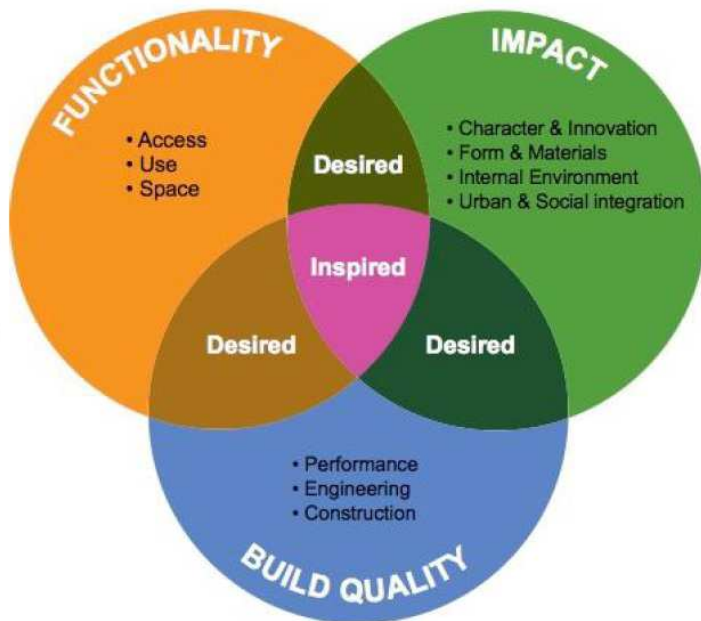 FUNCTIONALITY
• Access
• Use
• Space
IMPACT
• Character & Innovation
• Form & Materials
• Internal Environment
• Urban & Social integration
Desired
Inspired
Desired
Desired
• Performance
• Engineering
• Construction
BUILD QUALITY